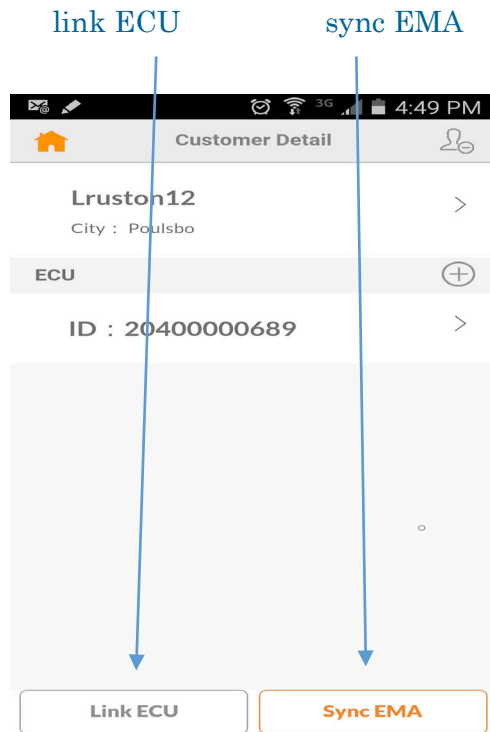 link ECU sync EMA
3G 4:49 PM
Customer Detail
Lruston12
City : Poulsbo
ECU
ID : 20400000689
Link ECU Sync EMA